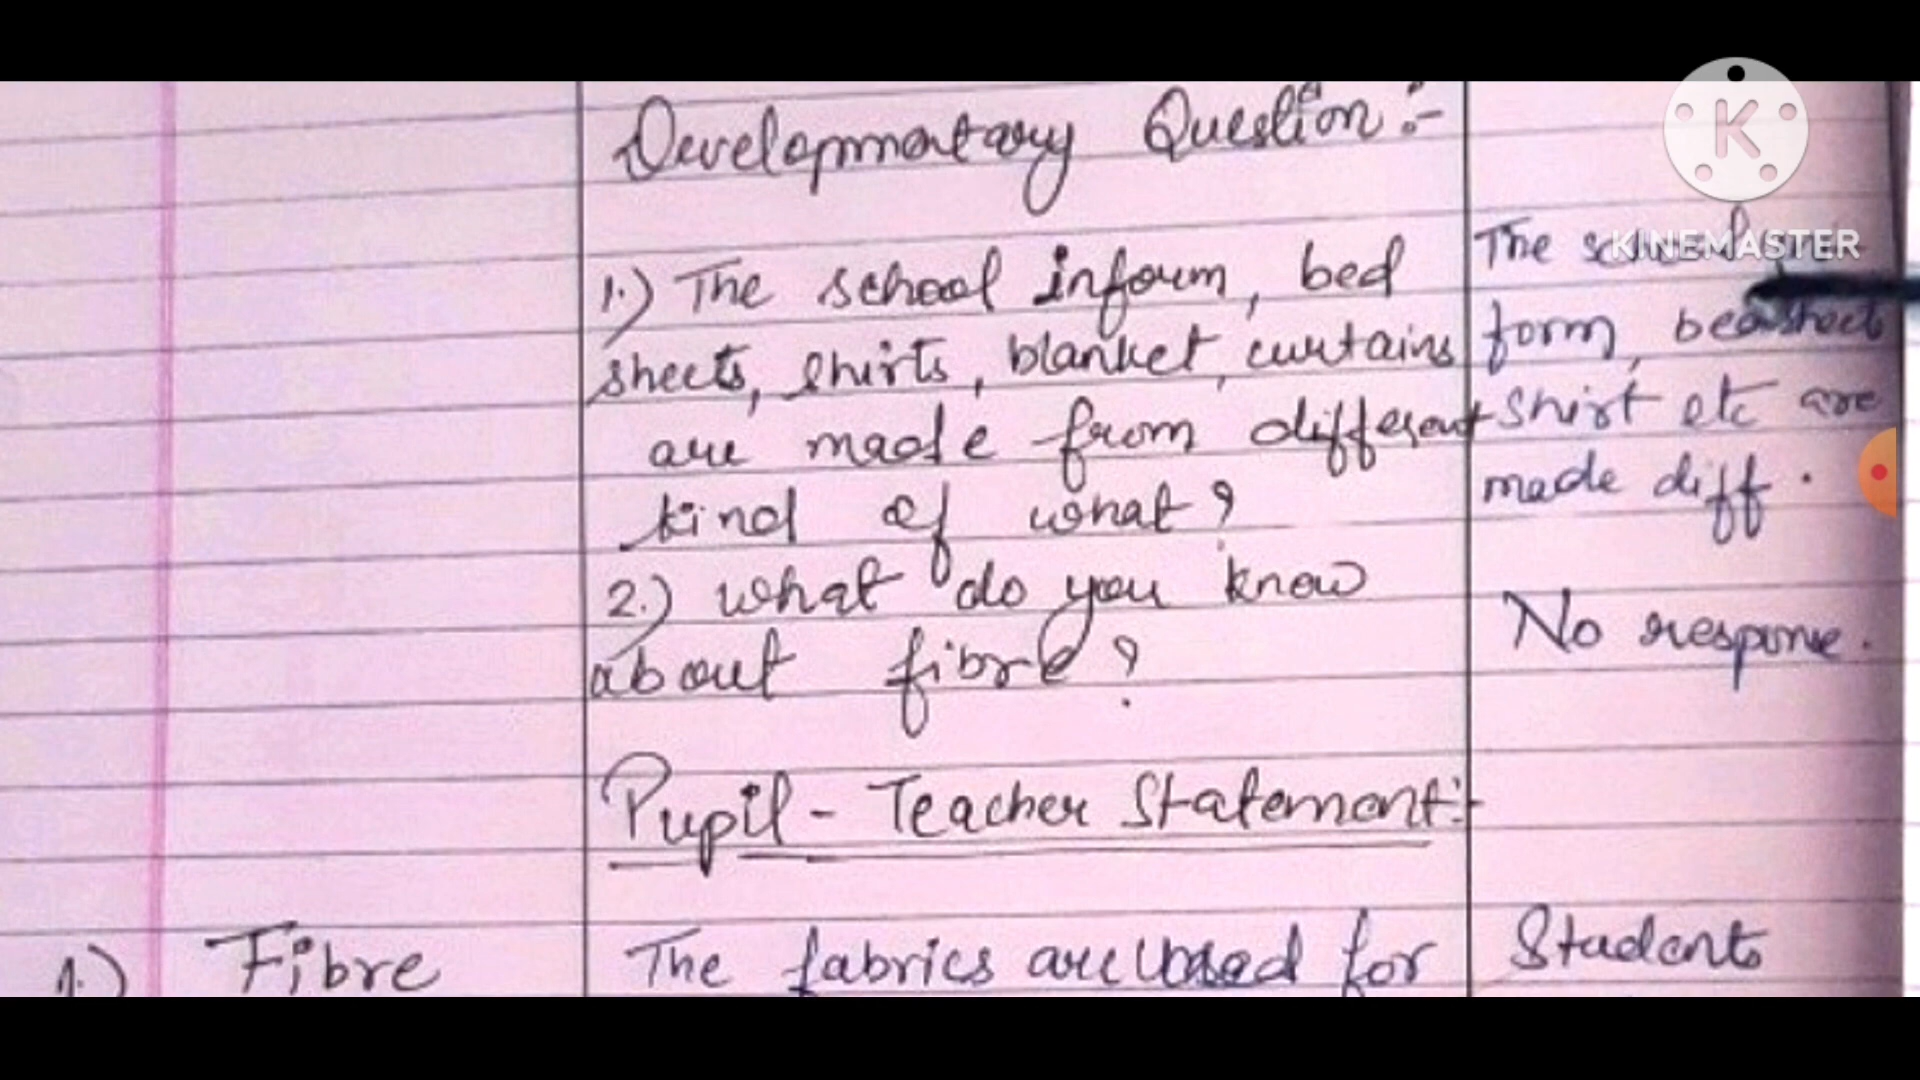 Developmentary Question :-
1.) The school inform, bed
sheets, shirts, blanket, curtains
are made from different
kind of what?
2.) what do you know
about fibre?
Pupil - Teacher Statement :-
1.) Fibre
The fabrics are used for
The school
form, bedsheet
shirt etc are
made diff.
No response.
Students
K
KINEMASTER